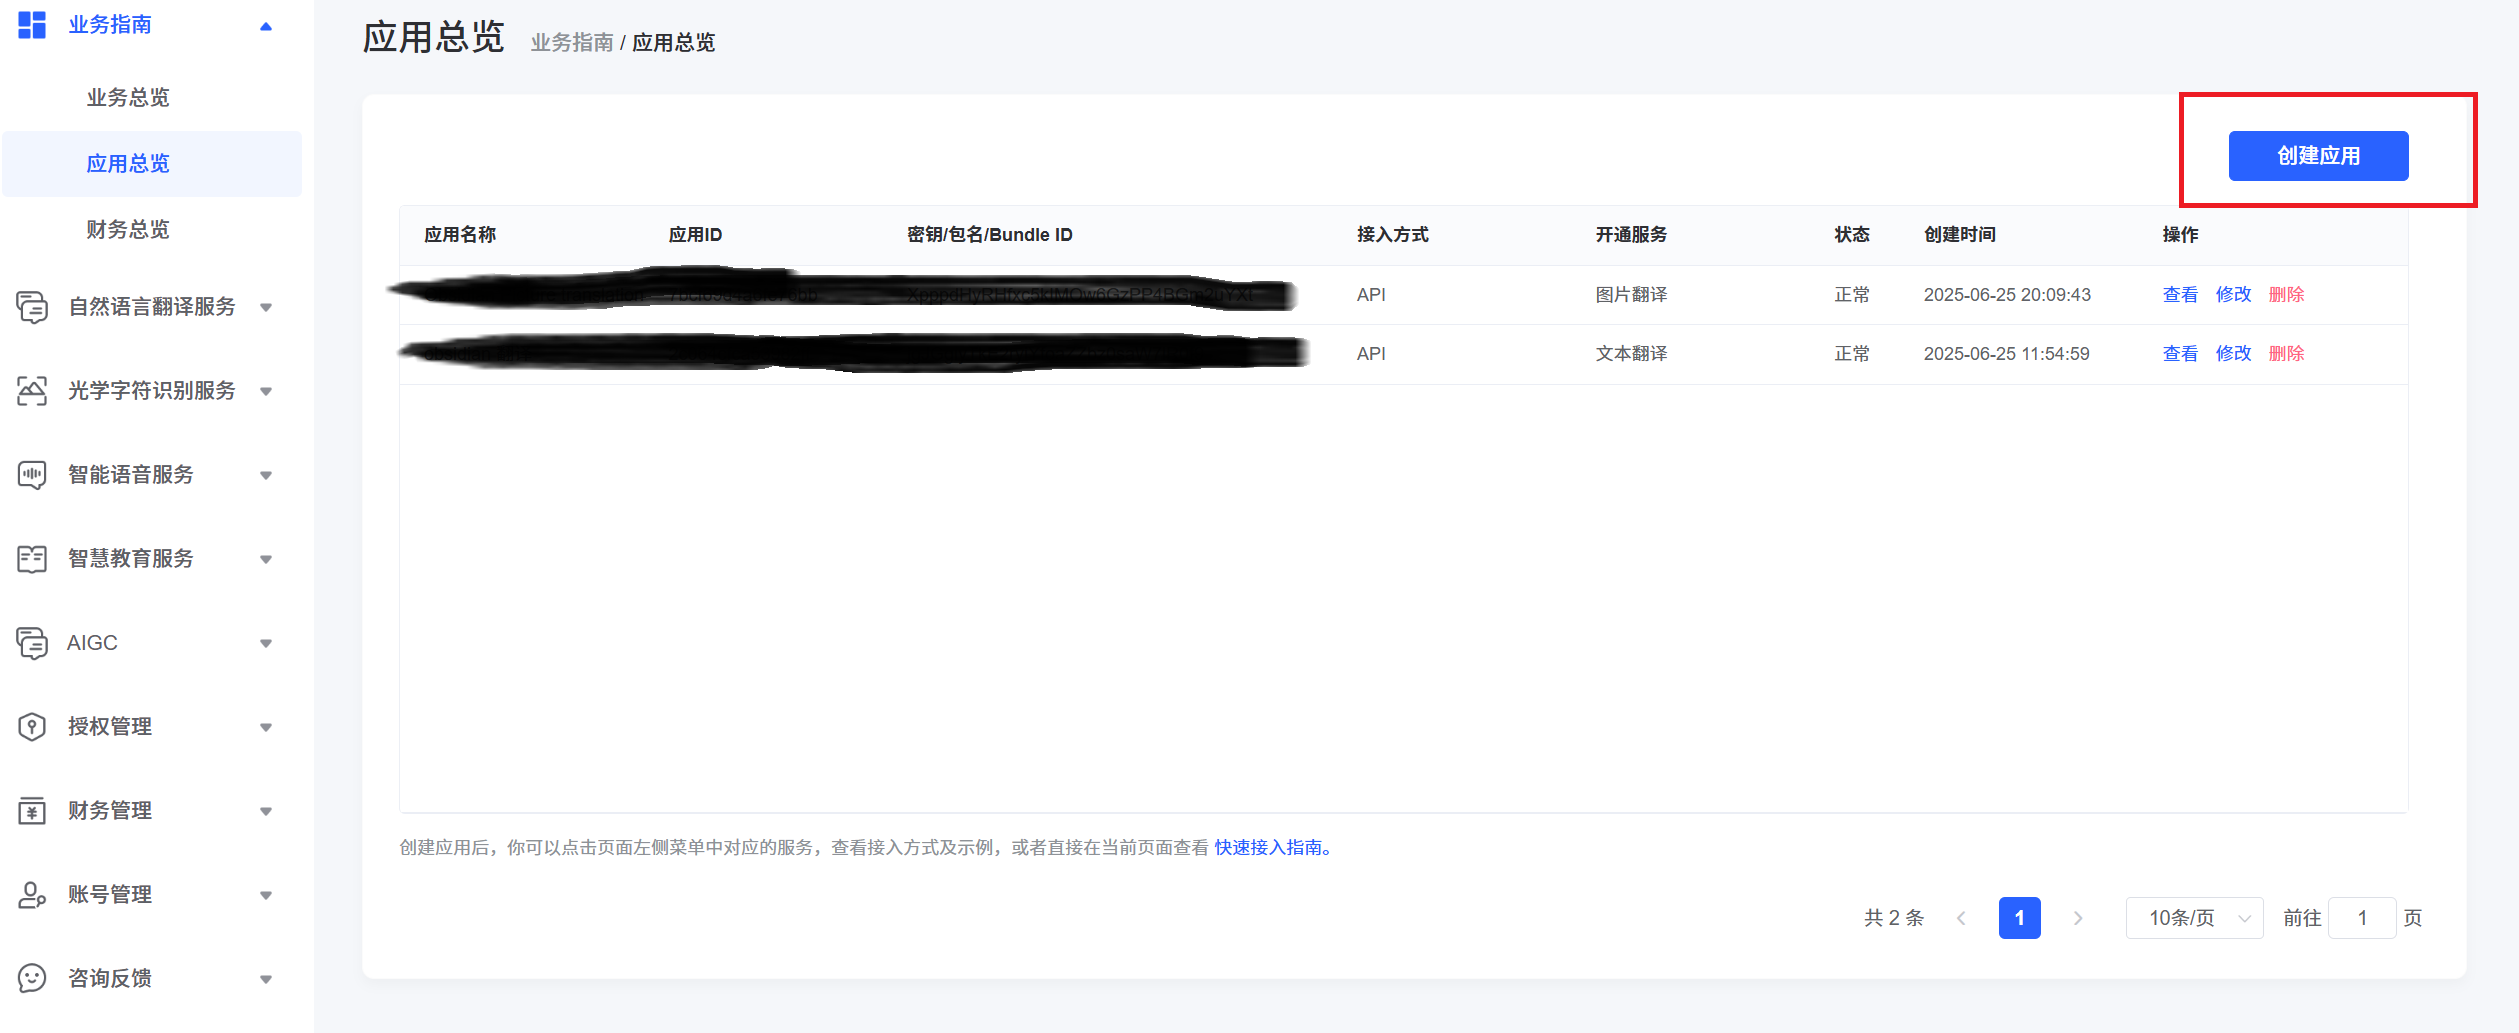 业务指南
业务总览
应用总览
财务总览
自然语言翻译服务
光学字符识别服务
智能语音服务
智慧教育服务
AIGC
授权管理
财务管理
账号管理
咨询反馈
应用总览 业务指南 / 应用总览
创建应用
应用名称 应用ID 密钥/包名/Bundle ID 接入方式 开通服务 状态 创建时间 操作
API 图片翻译 正常 2025-06-25 20:09:43 查看 修改 删除
API 文本翻译 正常 2025-06-25 11:54:59 查看 修改 删除
创建应用后，你可以点击页面左侧菜单中对应的服务，查看接入方式及示例，或者直接在当前页面查看 快速接入指南。
共 2 条 1 10条/页 前往 1 页